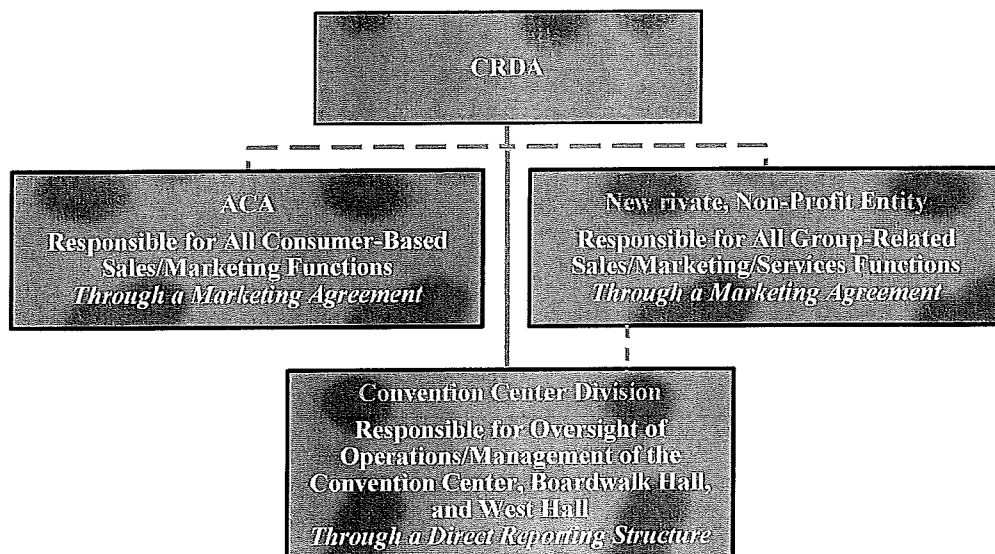 CRDA
ACA
Responsible for All Consumer-Based
Sales/Marketing Functions
Through a Marketing Agreement
New rivate, Non-Profit Entity
Responsible for All Group-Related
Sales/Marketing/Services Functions
Through a Marketing Agreement
Convention Center Division
Responsible for Oversight of
Operations/Management of the
Convention Center, Boardwalk Hall,
and West Hall
Through a Direct Reporting Structure